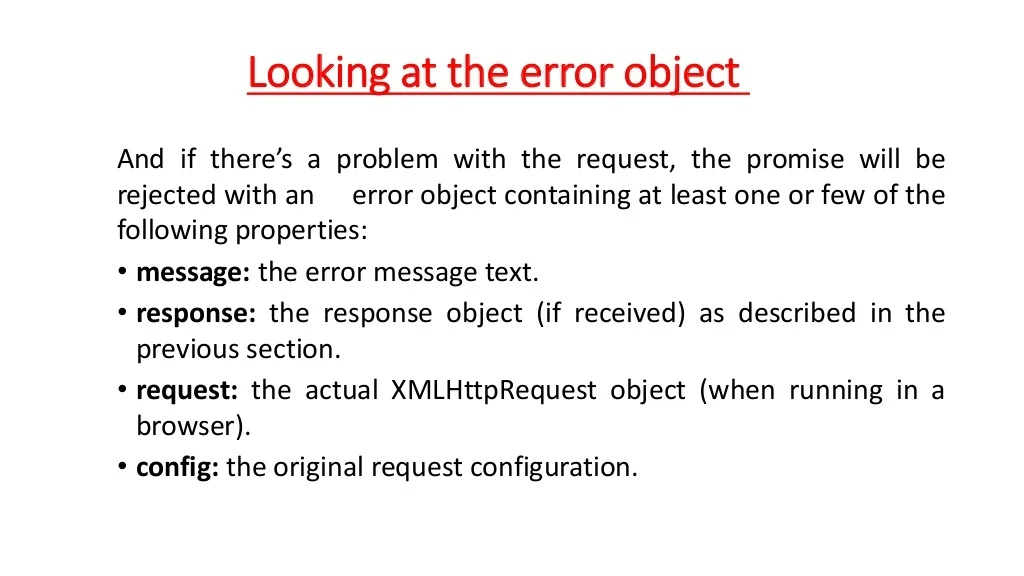 Looking at the error object
And if there’s a problem with the request, the promise will be
rejected with an error object containing at least one or few of the
following properties:
• message: the error message text.
• response: the response object (if received) as described in the
previous section.
• request: the actual XMLHttpRequest object (when running in a
browser).
• config: the original request configuration.